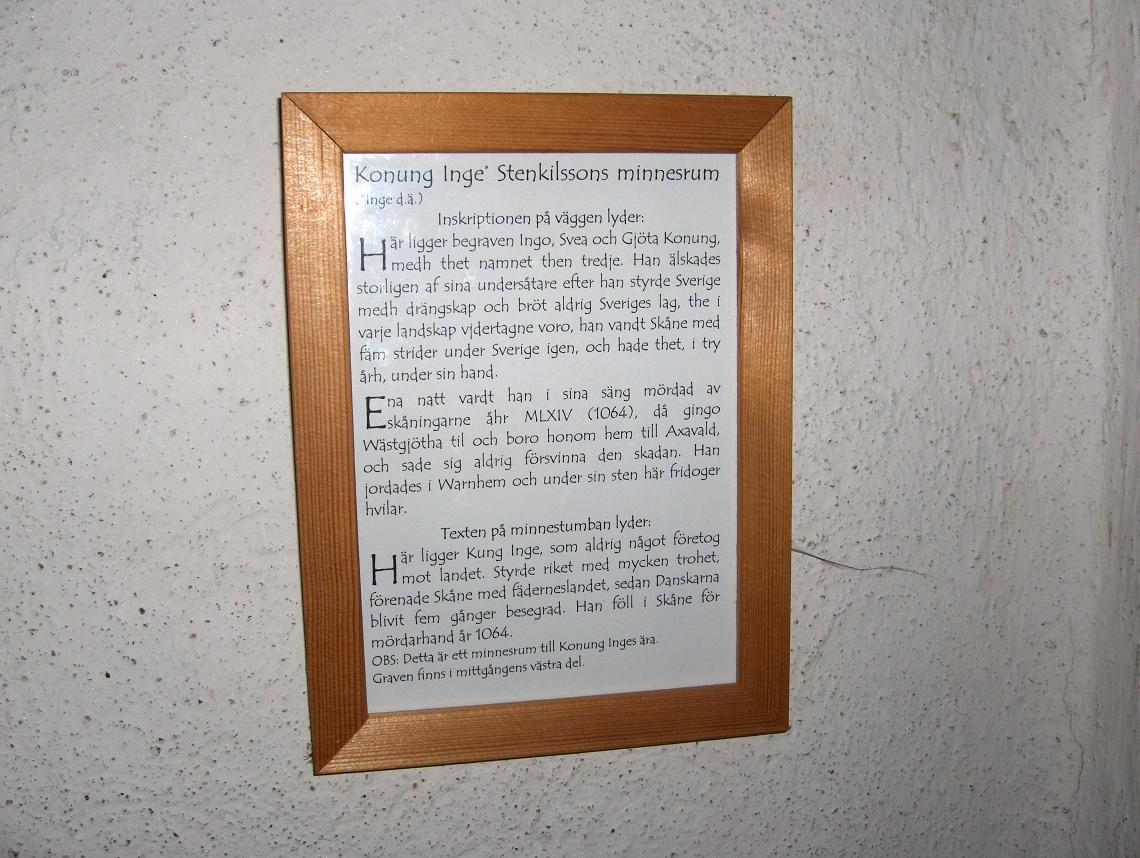 Konung Inge* Stenkilssons minnesrum
(*Inge d.ä.)
Inskriptionen på väggen lyder:
Här ligger begraven Ingo, Svea och Gjöta Konung,
medh thet namnet then tredje. Han älskades
storligen af sina undersåtare efter han styrde Sverige
medh drängskap och bröt aldrig Sveriges lag, the i
varje landskap vjdertagne voro, han vandt Skåne med
fäm strider under Sverige igen, och hade thet, i try
årh
, under sin hand.
Ena natt vardt han i sina säng mördad av
eskåningarne åhr MLXIV (1064), då gingo
Wästgjötha til och boro honom hem till Axavald,
och sade sig aldrig försvinna den skadan. Han
jordades i Warnhem och under sin sten här fridoger
hvilar.
Texten på minnestumban lyder:
Här ligger Kung Inge, som aldrig något företog
mot landet. Styrde riket med mycken trohet,
förenade Skåne med fäderneslandet, sedan Danskarna
blivit fem gånger besegrad. Han föll i Skåne för
mördarhand år 1064.
OBS: Detta är ett minnesrum till Konung Inges ära.
Graven finns i mittgångens västra del.